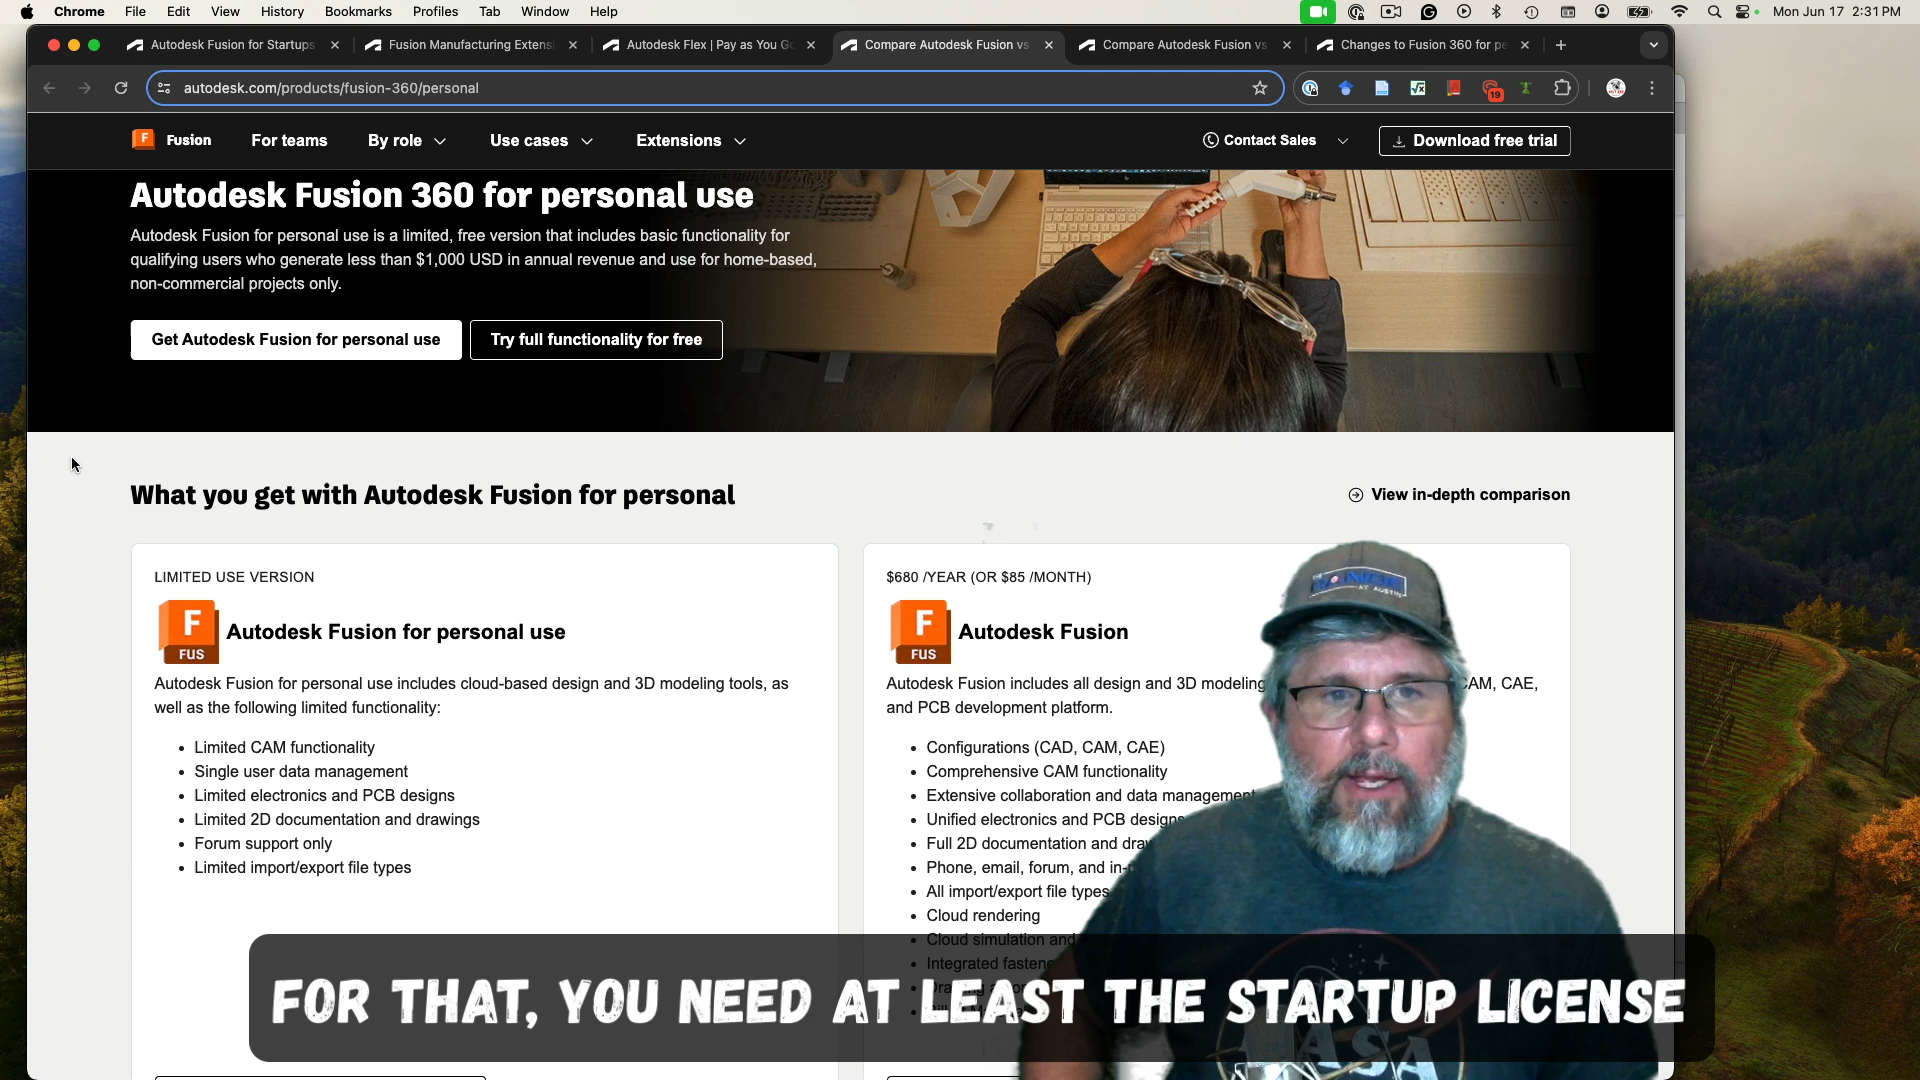 Chrome File Edit View History Bookmarks Profiles Tab Window Help
Mon Jun 17 2:31 PM
Autodesk Fusion for Startups
Fusion Manufacturing Extensi
Autodesk Flex | Pay as You Go
Compare Autodesk Fusion vs
Compare Autodesk Fusion vs
Changes to Fusion 360 for pe
autodesk.com/products/fusion-360/personal
19
F Fusion For teams By role Use cases Extensions
Contact Sales
Download free trial
Autodesk Fusion 360 for personal use
Autodesk Fusion for personal use is a limited, free version that includes basic functionality for
qualifying users who generate less than $1,000 USD in annual revenue and use for home-based,
non-commercial projects only.
Get Autodesk Fusion for personal use
Try full functionality for free
What you get with Autodesk Fusion for personal
View in-depth comparison
LIMITED USE VERSION
F
FUS
Autodesk Fusion for personal use
Autodesk Fusion for personal use includes cloud-based design and 3D modeling tools, as
well as the following limited functionality:
• Limited CAM functionality
• Single user data management
• Limited electronics and PCB designs
• Limited 2D documentation and drawings
• Forum support only
• Limited import/export file types
$680 /YEAR (OR $85 /MONTH)
F
FUS
Autodesk Fusion
Autodesk Fusion includes all design and 3D modeling CAM, CAE,
and PCB development platform.
• Configurations (CAD, CAM, CAE)
• Comprehensive CAM functionality
• Extensive collaboration and data management
• Unified electronics and PCB designs
• Full 2D documentation and
• Phone, email, forum, and
• All import/export file types
• Cloud rendering
• Cloud simulation and
• Integrated
AT AUSTIN
FOR THAT, YOU NEED AT LEAST THE STARTUP LICENSE